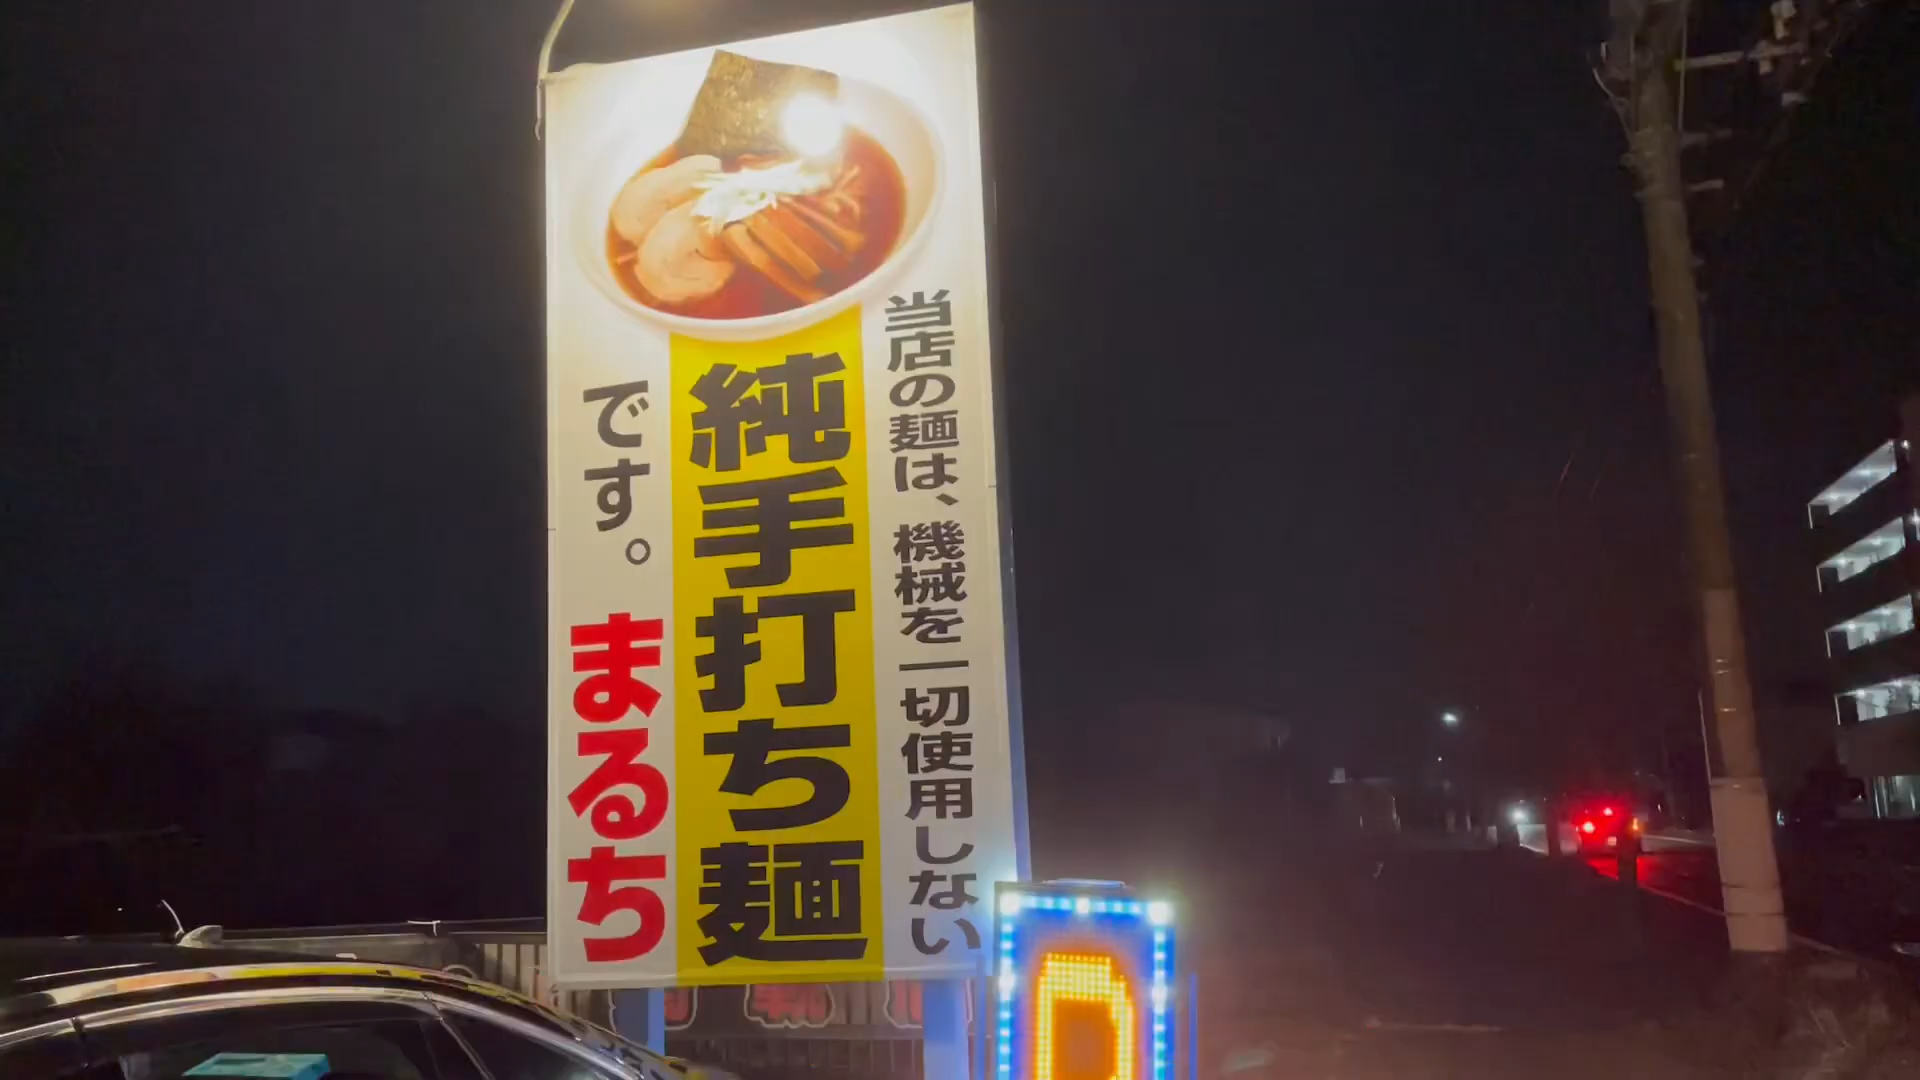 当店の麺は、機械を一切使用しない
純手打ち麺
です。まるち